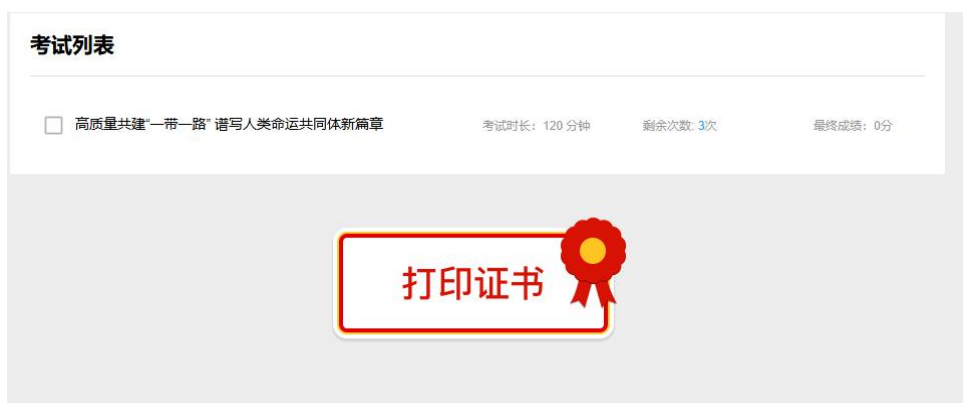 考试列表
高质量共建“一带一路” 谱写人类命运共同体新篇章 考试时长：120 分钟 剩余次数: 3次 最终成绩：0分
打印证书